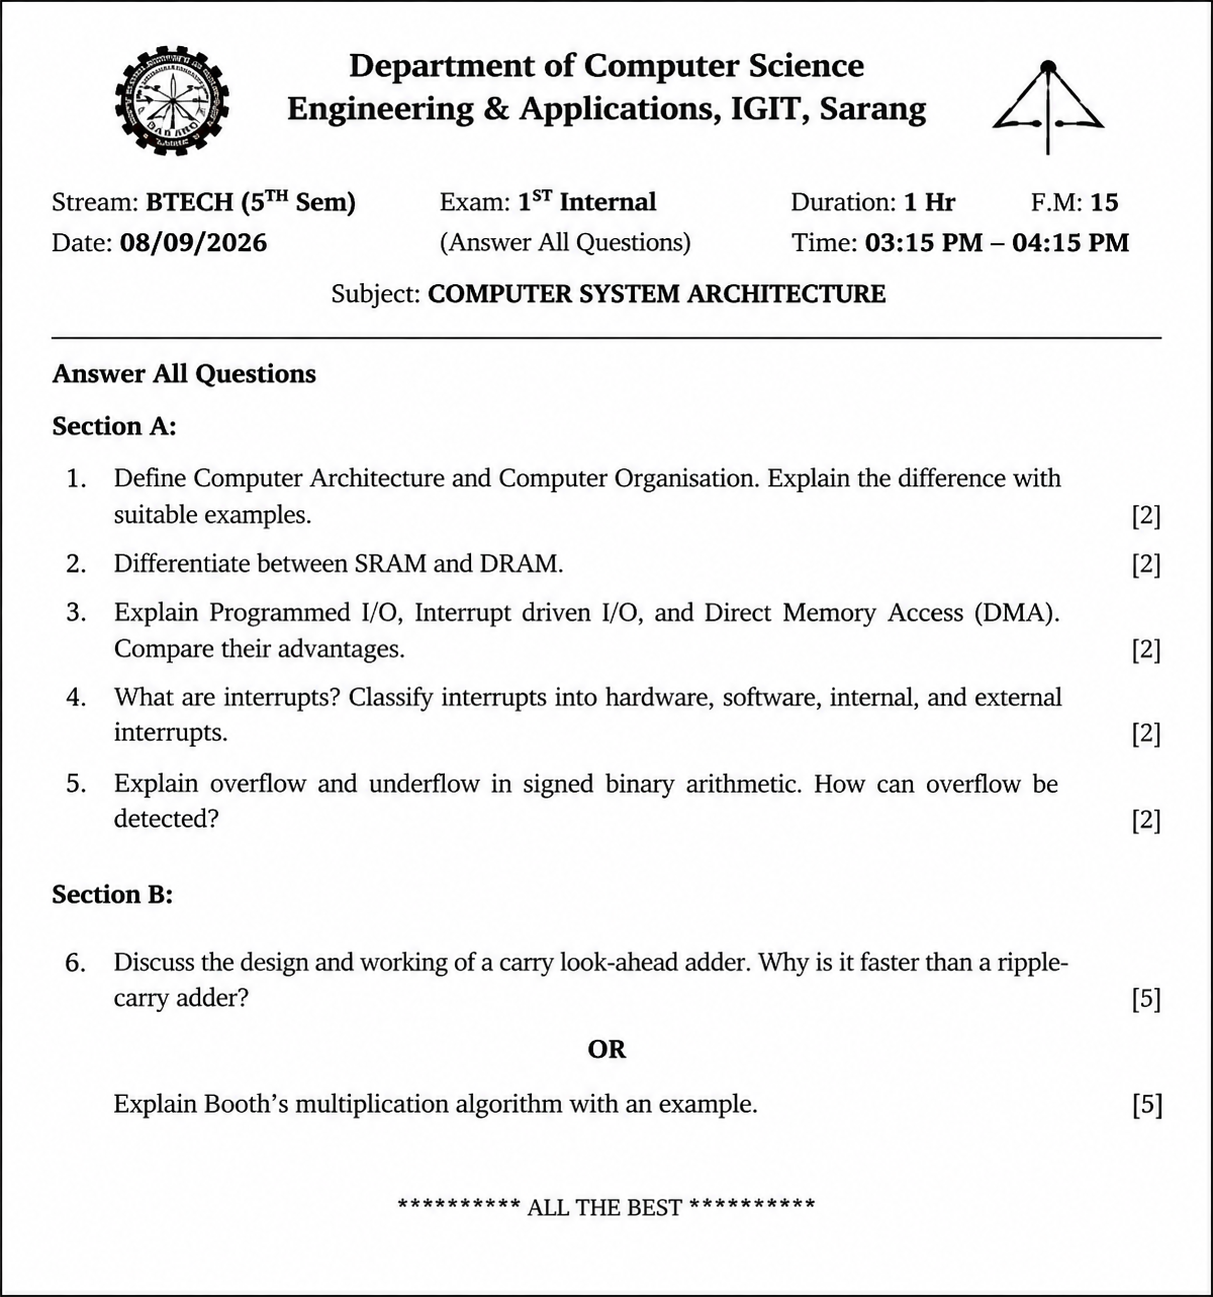 Department of Computer Science
Engineering & Applications, IGIT, Sarang
Stream: BTECH (5TH Sem) Exam: 1ST Internal Duration: 1 Hr F.M: 15
Date: 08/09/2026 (Answer All Questions) Time: 03:15 PM – 04:15 PM
Subject: COMPUTER SYSTEM ARCHITECTURE
Answer All Questions
Section A:
1. Define Computer Architecture and Computer Organisation. Explain the difference with
suitable examples. [2]
2. Differentiate between SRAM and DRAM. [2]
3. Explain Programmed I/O, Interrupt driven I/O, and Direct Memory Access (DMA).
Compare their advantages. [2]
4. What are interrupts? Classify interrupts into hardware, software, internal, and external
interrupts. [2]
5. Explain overflow and underflow in signed binary arithmetic. How can overflow be
detected? [2]
Section B:
6. Discuss the design and working of a carry look-ahead adder. Why is it faster than a ripple-
carry adder? [5]
OR
Explain Booth’s multiplication algorithm with an example. [5]
********** ALL THE BEST **********